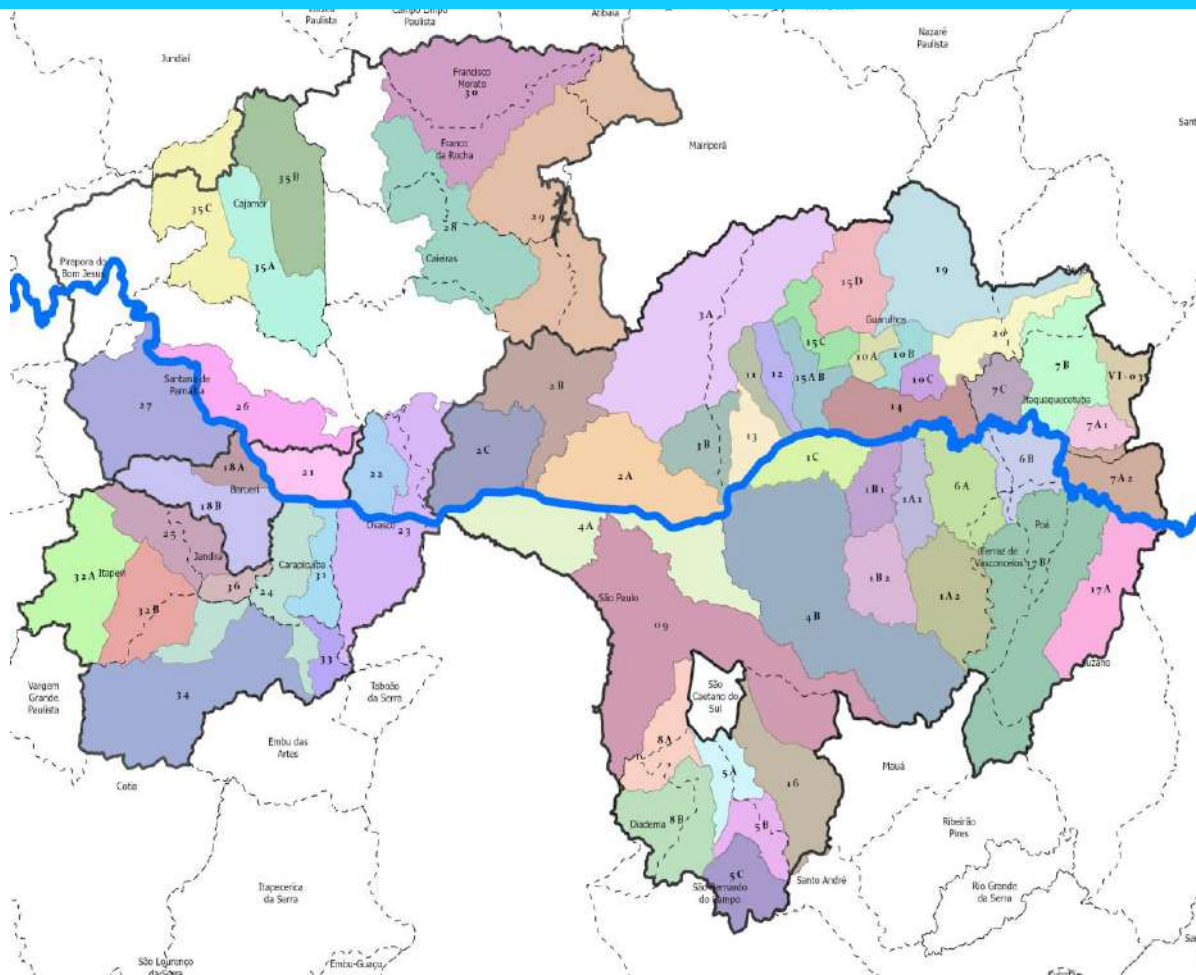 Paulista
Campo Limpo
Paulista
Atibaia
Nazaré
Paulista
Jundiaí
Francisco
Morato
30
Franco
da Rocha
Mairiporã
35B
35C
Cajamar
35A
28
Caieiras
29
Pirapora do
Bom Jesus
19
15D
Guarulhos
3A
20
15C
10A
10B
10C
11
12
15AB
7B
VI-03
7C
Itaquaquecetuba
7A1
14
2B
Santana de
Parnaíba
26
27
13
3B
2C
1C
6B
7A2
18A
21
22
2A
Barueri
18B
1B1
1A1
6A
Osasco
23
4A
Poá
25
Jandira
Carapicuíba
31
Ferraz de
Vasconcelos
17B
32A
Itapevi
36
24
1B2
17A
32B
São Paulo
1A2
09
4B
33
Suzano
Vargem
Grande
Paulista
34
Taboão
da Serra
São
Caetano do
Sul
Embu das
Artes
8A
5A
16
Mauá
Cotia
Diadema
8B
5B
Ribeirão
Pires
5C
Santo André
São Bernardo
do Campo
Rio Grande
da Serra
Itapecerica
da Serra
São Lourenço
da Serra
Embu-Guaçu